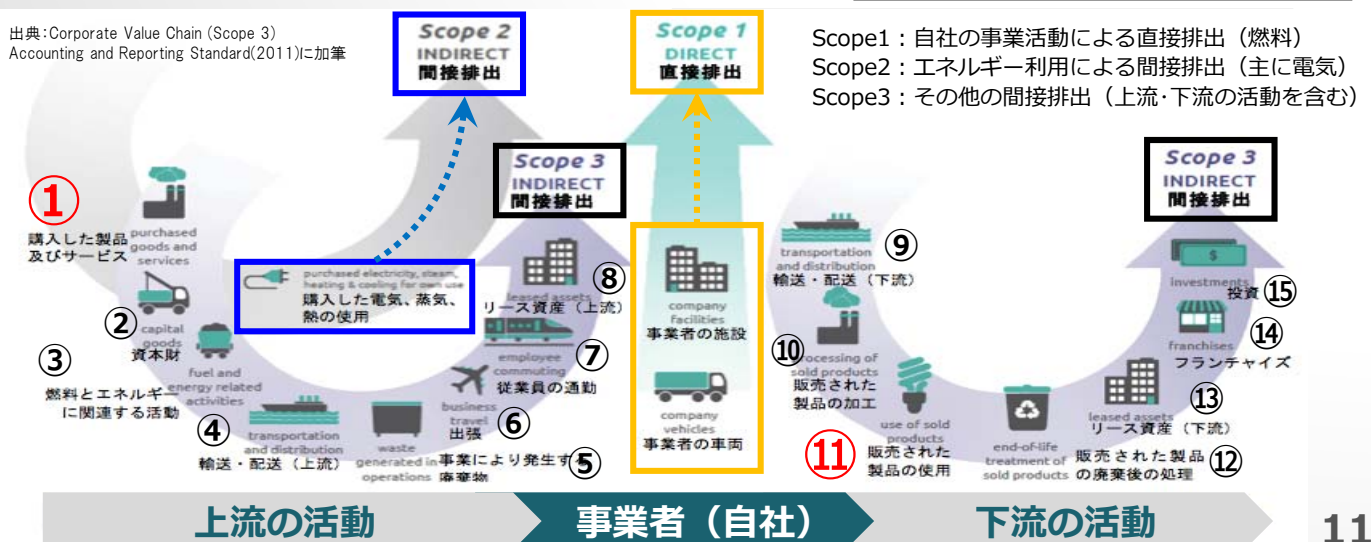 出典:Corporate Value Chain (Scope 3)
Accounting and Reporting Standard(2011)に加筆
Scope 2
INDIRECT
間接排出
Scope 1
DIRECT
直接排出
Scope1：自社の事業活動による直接排出（燃料）
Scope2：エネルギー利用による間接排出（主に電気）
Scope3：その他の間接排出（上流･下流の活動を含む）
Scope 3
INDIRECT
間接排出
①
purchased
goods and
services
購入した製品
及びサービス
②
capital
goods
資本財
③
fuel and
energy related
activities
燃料とエネルギー
に関連する活動
④
transportation
and distribution
輸送・配送（上流）
waste
generated in
operations
事業により発生する
廃棄物
⑤
business
travel
出張
⑥
employee
commuting
従業員の通勤
⑦
leased assets
リース資産（上流）
⑧
purchased electricity, steam,
heating & cooling for own use
購入した電気、蒸気、
熱の使用
company
facilities
事業者の施設
company
vehicles
事業者の車両
⑨
transportation
and distribution
輸送・配送（下流）
⑩
processing of
sold products
販売された
製品の加工
⑪
use of sold
products
販売された
製品の使用
end-of-life
treatment of
sold products
販売された製品
の廃棄後の処理
⑫
leased assets
リース資産（下流）
⑬
franchises
フランチャイズ
⑭
$
investments
投資
⑮
Scope 3
INDIRECT
間接排出
上流の活動
事業者（自社）
下流の活動
11